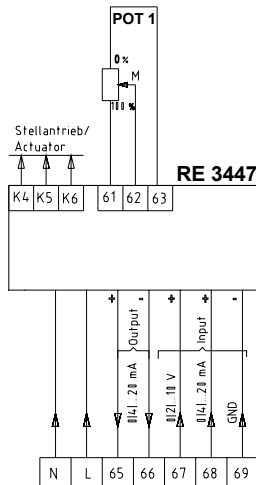 POT 1
0%
M
100 %
Stellantrieb/
Actuator
RE 3447
K4 K5 K6 61 62 63
+ - + + -
0(4)...20 mA
Output
0(2)...10 V
0(4)...20 mA
Input
GND
N L 65 66 67 68 69